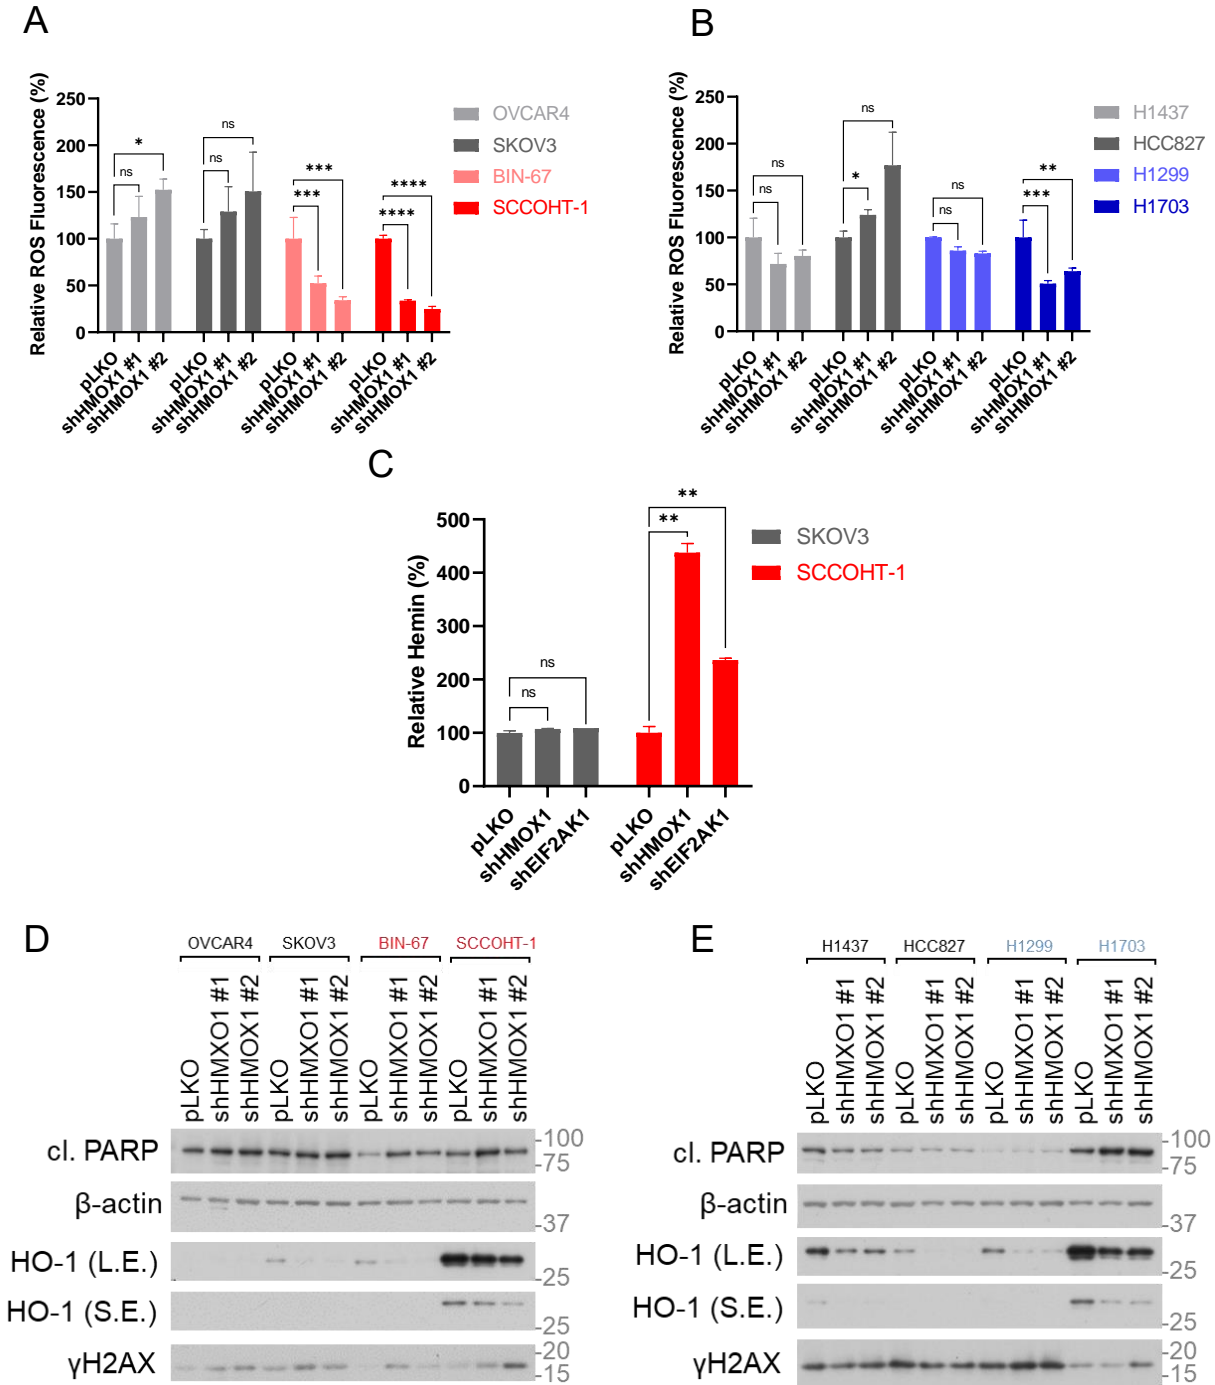 A
Relative ROS Fluorescence (%)
250
200
150
100
50
0
ns
*
ns
ns
***
***
****
****
pLKO
shHMOX1 #1
shHMOX1 #2
pLKO
shHMOX1 #1
shHMOX1 #2
pLKO
shHMOX1 #1
shHMOX1 #2
pLKO
shHMOX1 #1
shHMOX1 #2
OVCAR4
SKOV3
BIN-67
SCCOHT-1
B
Relative ROS Fluorescence (%)
250
200
150
100
50
0
ns
ns
*
ns
ns
ns
***
**
pLKO
shHMOX1 #1
shHMOX1 #2
pLKO
shHMOX1 #1
shHMOX1 #2
pLKO
shHMOX1 #1
shHMOX1 #2
pLKO
shHMOX1 #1
shHMOX1 #2
H1437
HCC827
H1299
H1703
C
Relative Hemin (%)
500
400
300
200
100
0
ns
ns
**
**
pLKO
shHMOX1
shEIF2AK1
pLKO
shHMOX1
shEIF2AK1
SKOV3
SCCOHT-1
D
OVCAR4 SKOV3 BIN-67 SCCOHT-1
pLKO
shHMXO1 #1
shHMOX1 #2
pLKO
shHMXO1 #1
shHMOX1 #2
pLKO
shHMXO1 #1
shHMOX1 #2
pLKO
shHMXO1 #1
shHMOX1 #2
cl. PARP
-100
-75
β-actin
-37
HO-1 (L.E.)
-25
HO-1 (S.E.)
-25
γH2AX
-20
-15
E
H1437 HCC827 H1299 H1703
pLKO
shHMXO1 #1
shHMOX1 #2
pLKO
shHMXO1 #1
shHMOX1 #2
pLKO
shHMXO1 #1
shHMOX1 #2
pLKO
shHMXO1 #1
shHMOX1 #2
cl. PARP
-100
-75
β-actin
-37
HO-1 (L.E.)
-25
HO-1 (S.E.)
-25
γH2AX
-20
-15